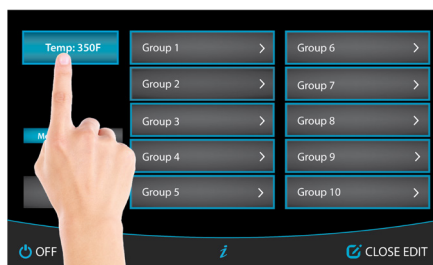 Temp: 350F
Group 1
Group 2
Group 3
Group 4
Group 5
Group 6
Group 7
Group 8
Group 9
Group 10
OFF
i
CLOSE EDIT